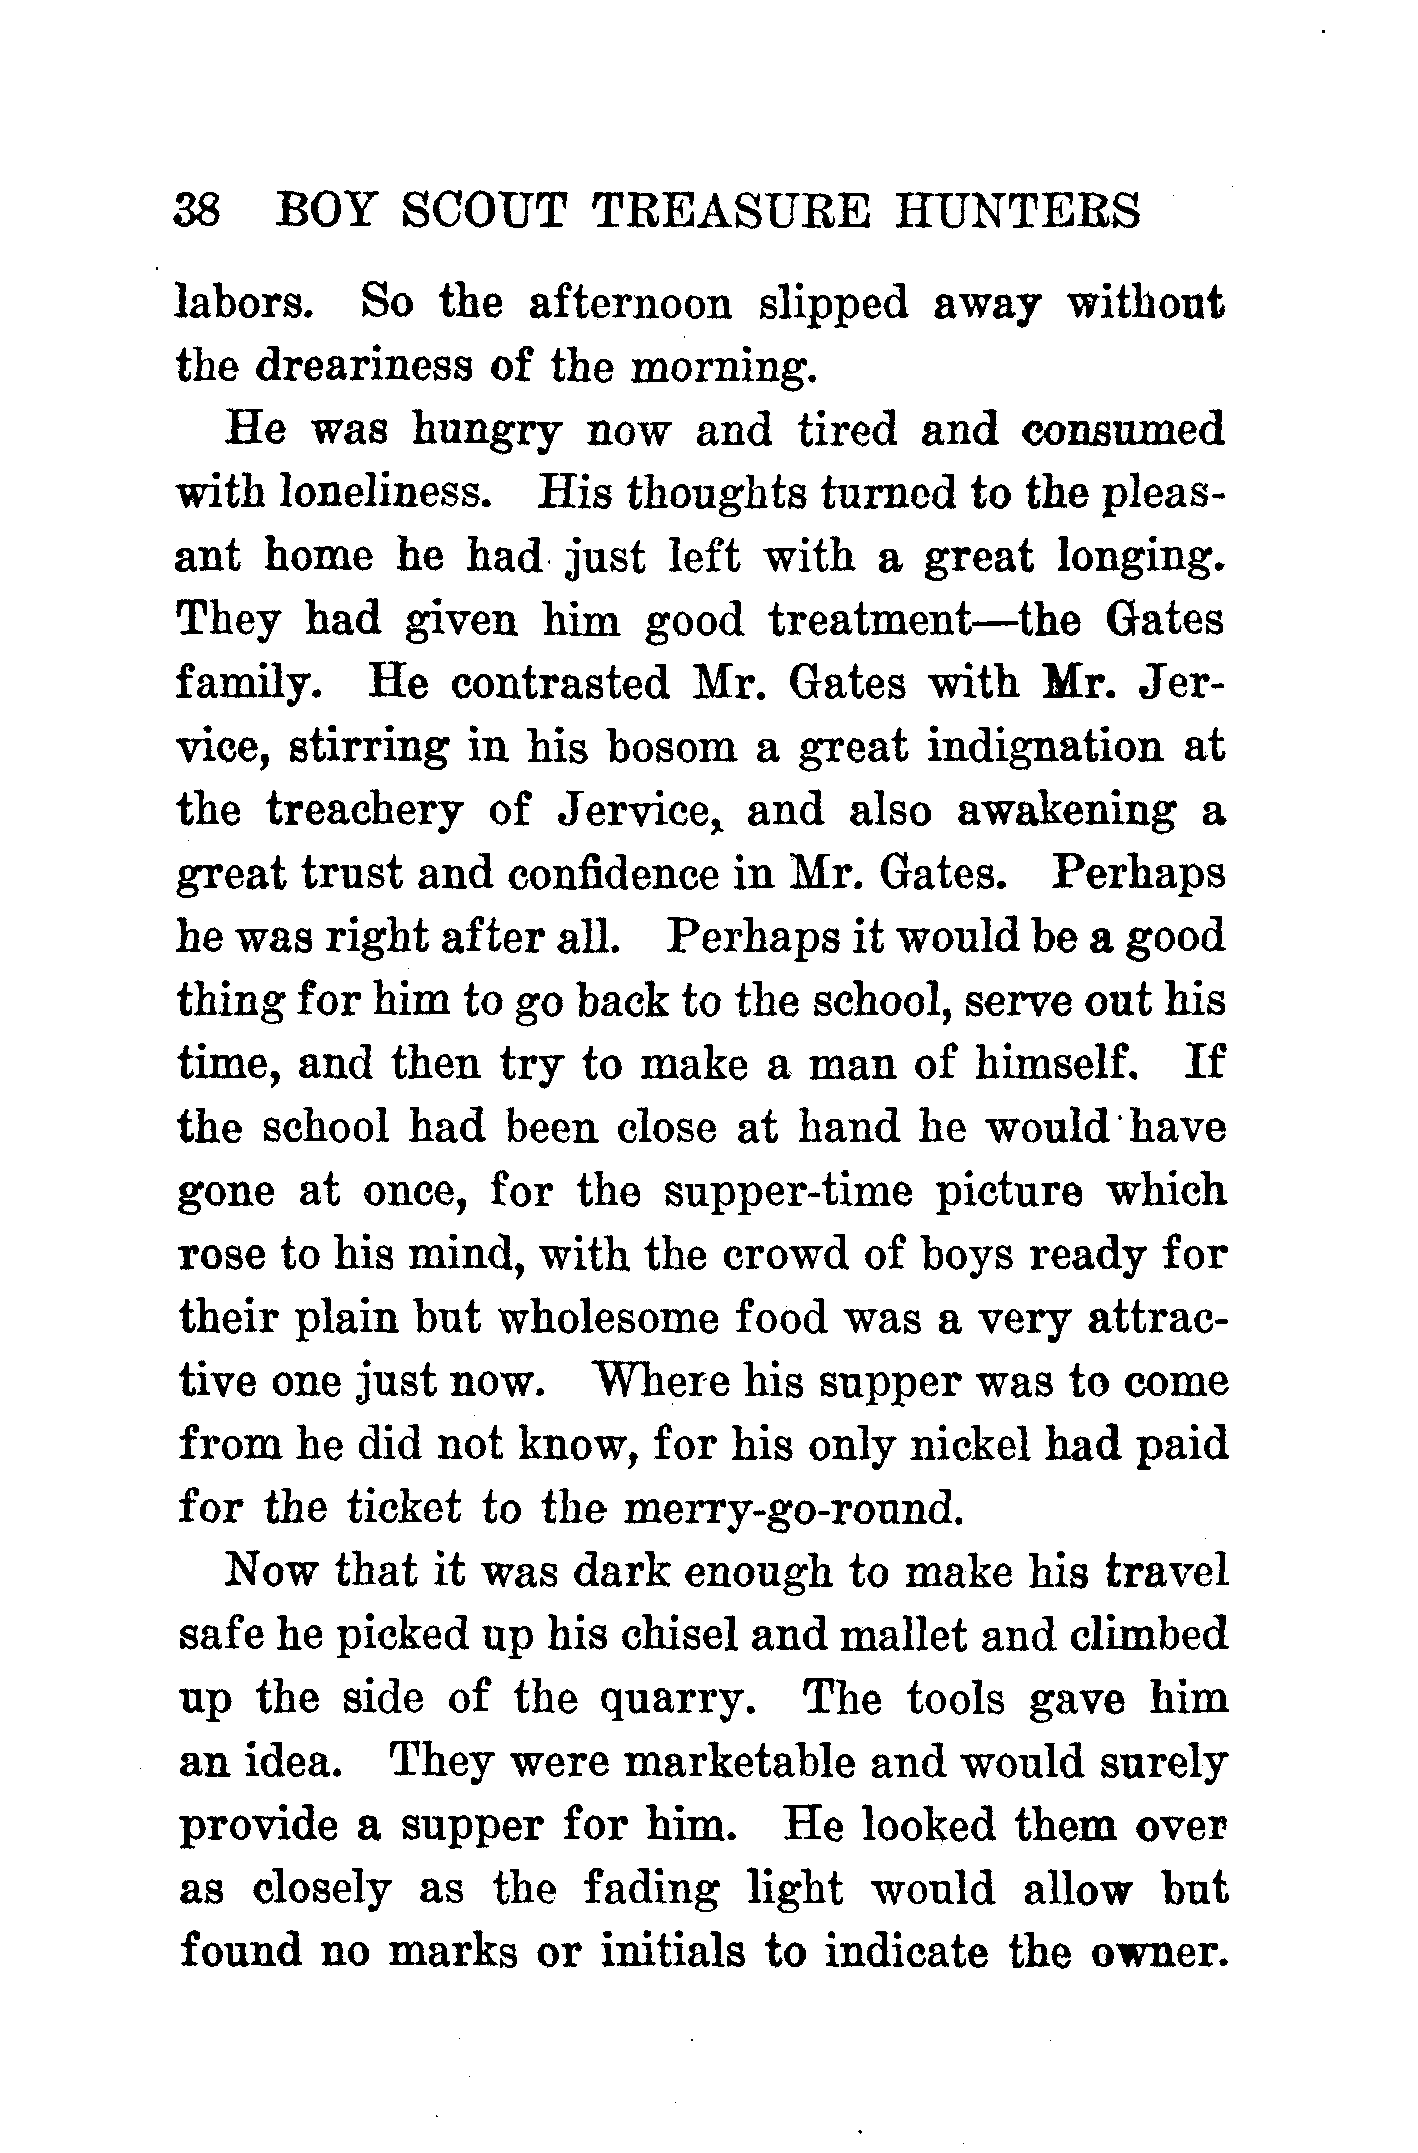 38 BOY SCOUT TREASURE HUNTERS
labors. So the afternoon slipped away without
the dreariness of the morning.
He was hungry now and tired and consumed
with loneliness. His thoughts turned to the pleas-
ant home he had just left with a great longing.
They had given him good treatment—the Gates
family. He contrasted Mr. Gates with Mr. Jer-
vice, stirring in his bosom a great indignation at
the treachery of Jervice, and also awakening a
great trust and confidence in Mr. Gates. Perhaps
he was right after all. Perhaps it would be a good
thing for him to go back to the school, serve out his
time, and then try to make a man of himself. If
the school had been close at hand he would have
gone at once, for the supper-time picture which
rose to his mind, with the crowd of boys ready for
their plain but wholesome food was a very attrac-
tive one just now. Where his supper was to come
from he did not know, for his only nickel had paid
for the ticket to the merry-go-round.
Now that it was dark enough to make his travel
safe he picked up his chisel and mallet and climbed
up the side of the quarry. The tools gave him
an idea. They were marketable and would surely
provide a supper for him. He looked them over
as closely as the fading light would allow but
found no marks or initials to indicate the owner.